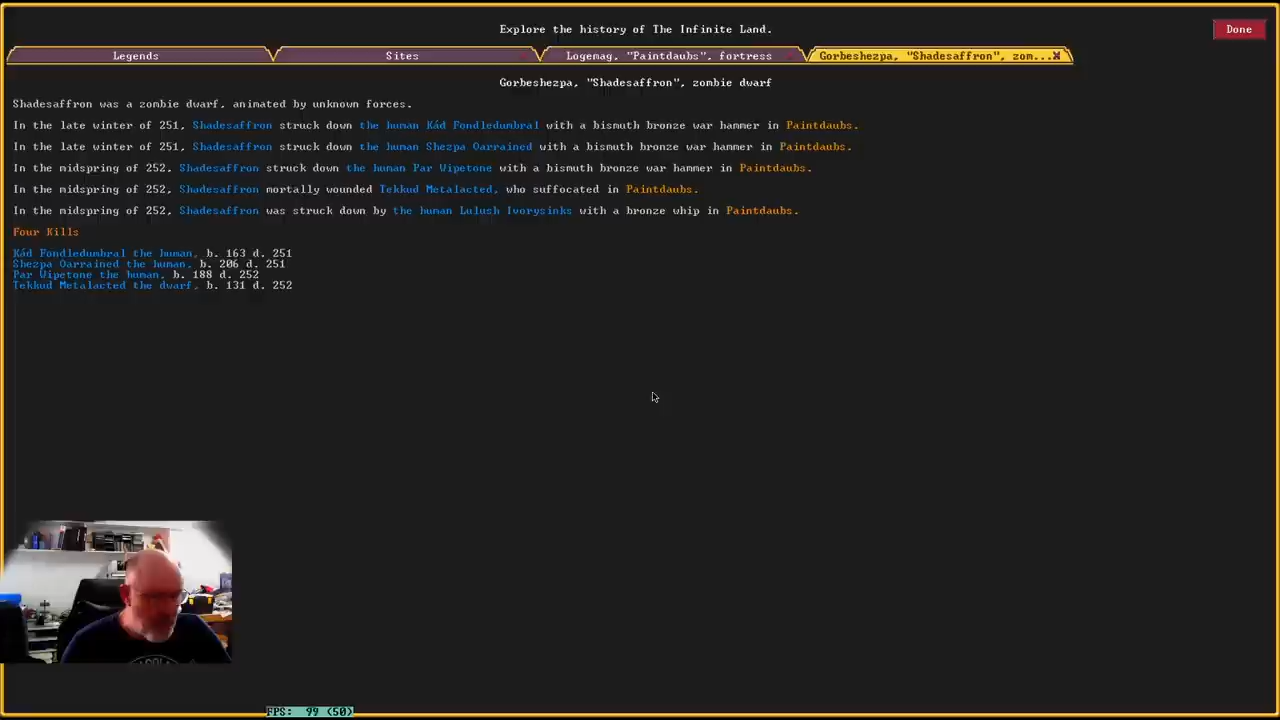 Explore the history of The Infinite Land.
Done
Legends
Sites
Logemag, "Paintdaubs", fortress
Gorbeshezpa, "Shadesaffron", zom...
Gorbeshezpa, "Shadesaffron", zombie dwarf
Shadesaffron was a zombie dwarf, animated by unknown forces.
In the late winter of 251, Shadesaffron struck down the human Kád Fondledumbral with a bismuth bronze war hammer in Paintdaubs.
In the late winter of 251, Shadesaffron struck down the human Shezpa Oarrained with a bismuth bronze war hammer in Paintdaubs.
In the midspring of 252, Shadesaffron struck down the human Par Wipetone with a bismuth bronze war hammer in Paintdaubs.
In the midspring of 252, Shadesaffron mortally wounded Tekkud Metalacted, who suffocated in Paintdaubs.
In the midspring of 252, Shadesaffron was struck down by the human Lulush Ivorysinks with a bronze whip in Paintdaubs.
Four Kills
Kád Fondledumbral the human, b. 163 d. 251
Shezpa Oarrained the human, b. 206 d. 251
Par Wipetone the human, b. 188 d. 252
Tekkud Metalacted the dwarf, b. 131 d. 252
FPS: 99 (50)